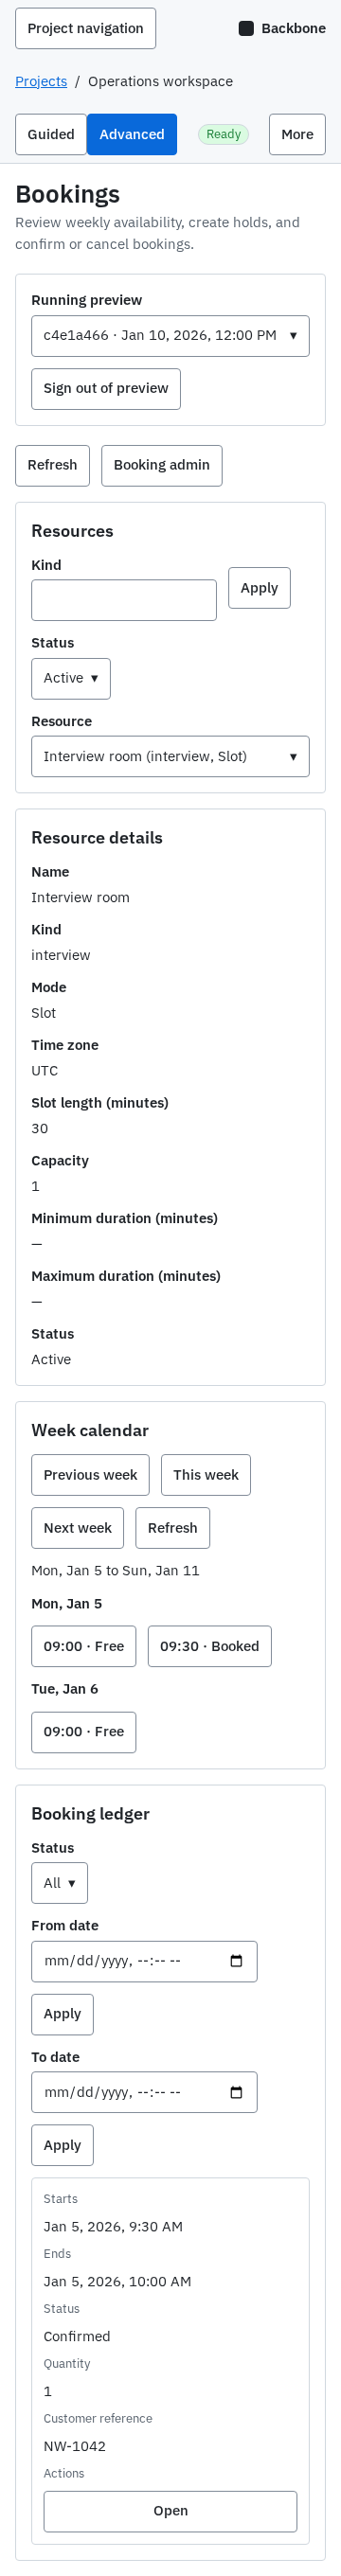 Project navigation
Backbone
Projects / Operations workspace
Guided Advanced Ready More
Bookings
Review weekly availability, create holds, and
confirm or cancel bookings.
Running preview
c4e1a466 · Jan 10, 2026, 12:00 PM ▾
Sign out of preview
Refresh Booking admin
Resources
Kind
Apply
Status
Active ▾
Resource
Interview room (interview, Slot) ▾
Resource details
Name
Interview room
Kind
interview
Mode
Slot
Time zone
UTC
Slot length (minutes)
30
Capacity
1
Minimum duration (minutes)
—
Maximum duration (minutes)
—
Status
Active
Week calendar
Previous week This week
Next week Refresh
Mon, Jan 5 to Sun, Jan 11
Mon, Jan 5
09:00 · Free 09:30 · Booked
Tue, Jan 6
09:00 · Free
Booking ledger
Status
All ▾
From date
mm/dd/yyyy, --:-- --
Apply
To date
mm/dd/yyyy, --:-- --
Apply
Starts
Jan 5, 2026, 9:30 AM
Ends
Jan 5, 2026, 10:00 AM
Status
Confirmed
Quantity
1
Customer reference
NW-1042
Actions
Open